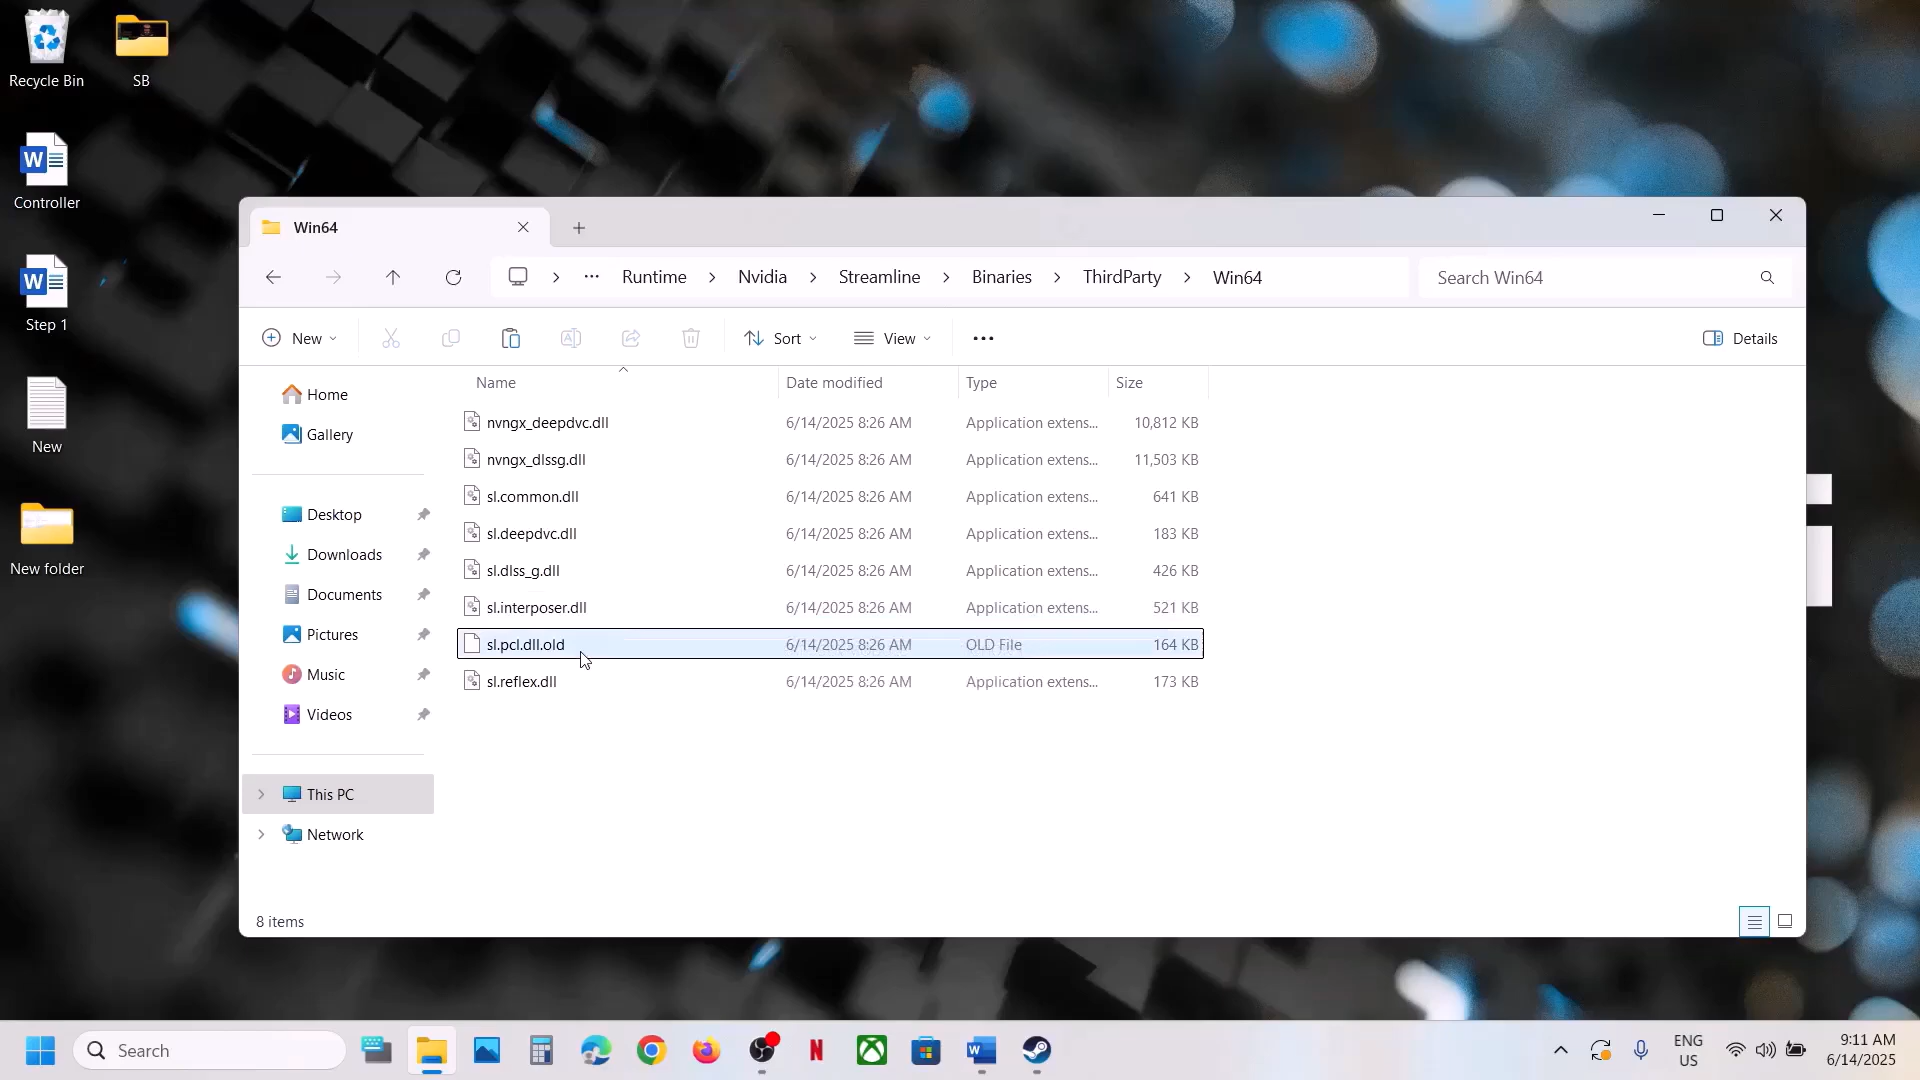 Recycle Bin
SB
Controller
Step 1
New
New folder
Win64
Runtime
Nvidia
Streamline
Binaries
ThirdParty
Win64
Search Win64
New
Sort
View
Details
Home
Gallery
Desktop
Downloads
Documents
Pictures
Music
Videos
This PC
Network
Name Date modified Type Size
nvngx_deepdvc.dll 6/14/2025 8:26 AM Application extens... 10,812 KB
nvngx_dlssg.dll 6/14/2025 8:26 AM Application extens... 11,503 KB
sl.common.dll 6/14/2025 8:26 AM Application extens... 641 KB
sl.deepdvc.dll 6/14/2025 8:26 AM Application extens... 183 KB
sl.dlss_g.dll 6/14/2025 8:26 AM Application extens... 426 KB
sl.interposer.dll 6/14/2025 8:26 AM Application extens... 521 KB
sl.pcl.dll.old 6/14/2025 8:26 AM OLD File 164 KB
sl.reflex.dll 6/14/2025 8:26 AM Application extens... 173 KB
8 items
Search
ENG
US
9:11 AM
6/14/2025